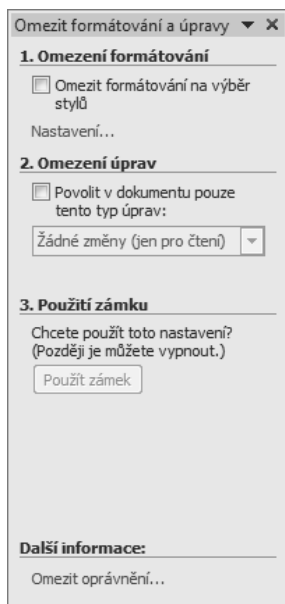 Omezit formátování a úpravy
1. Omezení formátování
Omezit formátování na výběr
stylů
Nastavení...
2. Omezení úprav
Povolit v dokumentu pouze
tento typ úprav:
Žádné změny (jen pro čtení)
3. Použití zámku
Chcete použít toto nastavení?
(Později je můžete vypnout.)
Použít zámek
Další informace:
Omezit oprávnění...